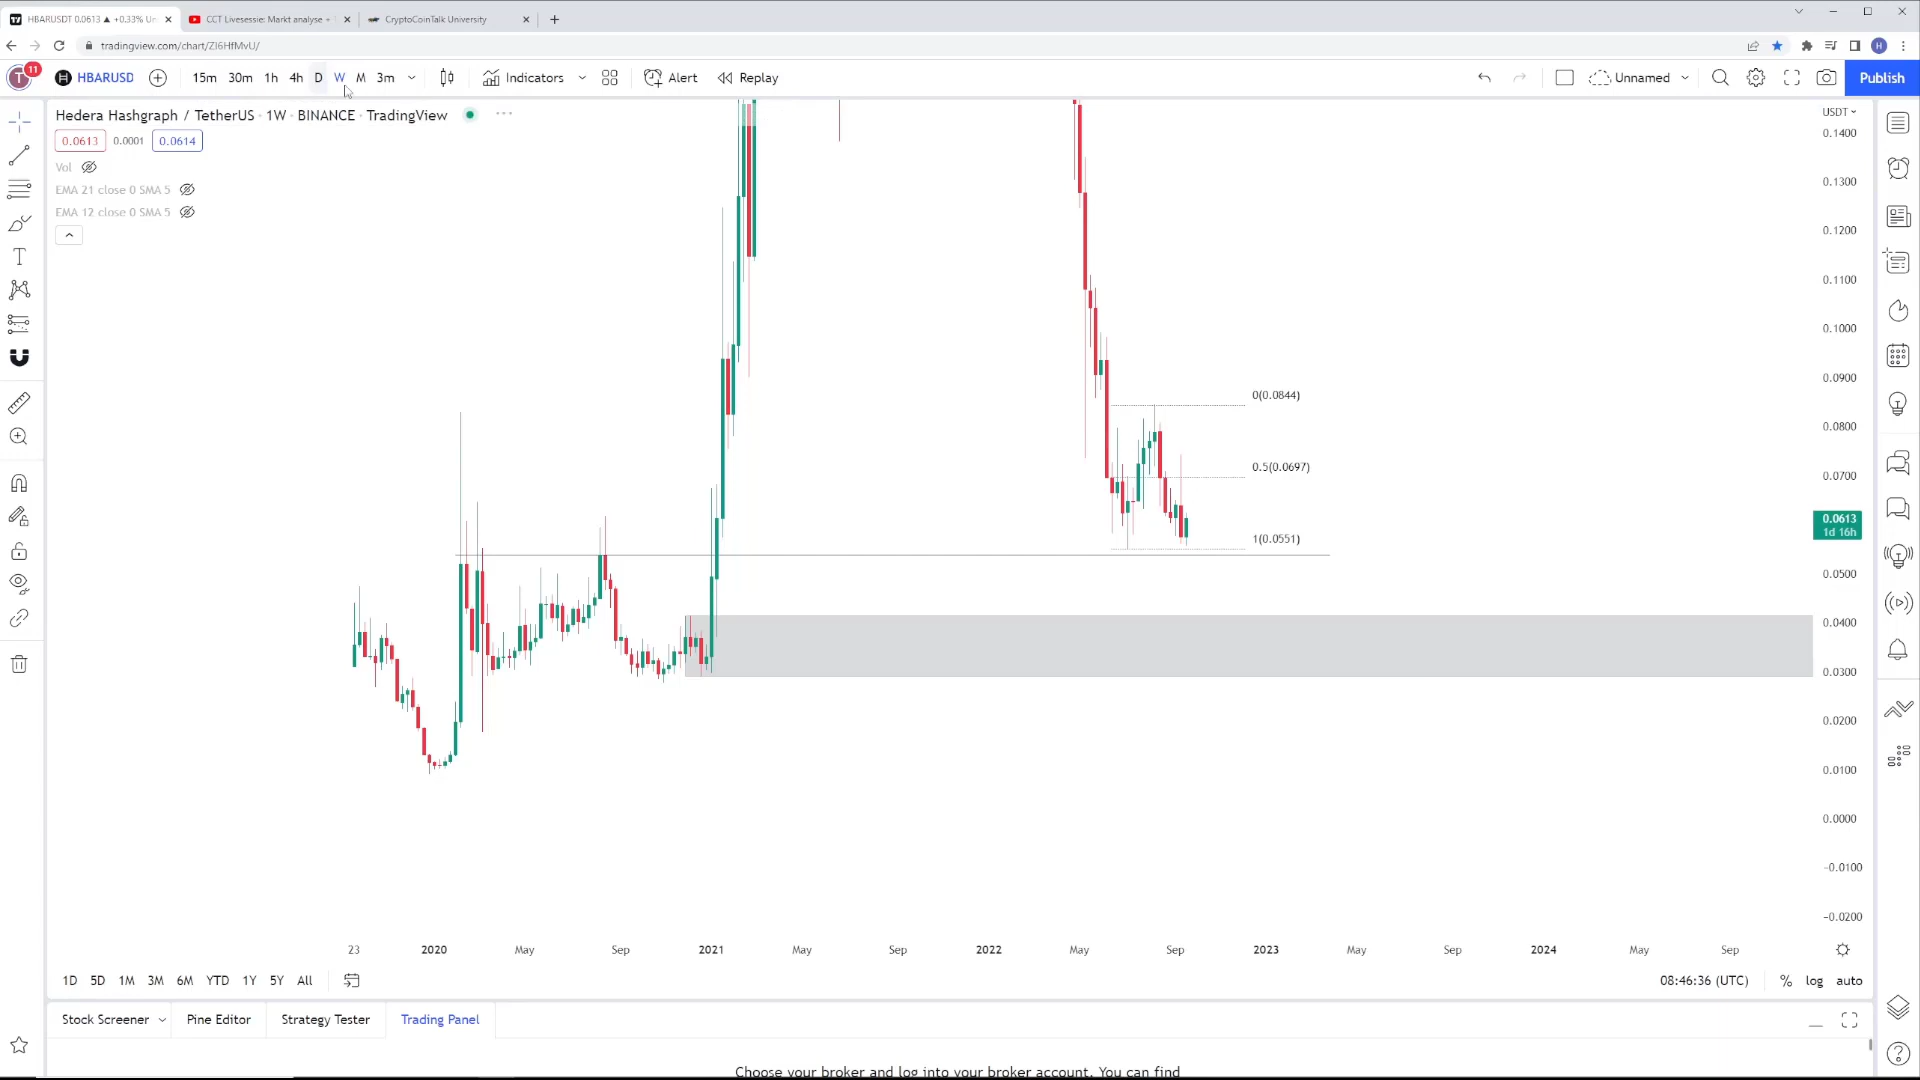 HBARUSDT 0.0613 ▲ +0.33% Un
CCT Livesessie: Markt analyse +
CryptoCoinTalk University
tradingview.com/chart/ZI6HfMvU/
H
T
11
HBARUSD
15m 30m 1h 4h D W M 3m
Indicators
Alert
Replay
Unnamed
Publish
Hedera Hashgraph / TetherUS · 1W · BINANCE · TradingView
0.0613 0.0001 0.0614
Vol
EMA 21 close 0 SMA 5
EMA 12 close 0 SMA 5
USDT
0.1400
0.1300
0.1200
0.1100
0.1000
0.0900
0(0.0844)
0.0800
0.5(0.0697)
0.0700
0.0613
1d 16h
1(0.0551)
0.0500
0.0400
0.0300
0.0200
0.0100
0.0000
−0.0100
−0.0200
23 2020 May Sep 2021 May Sep 2022 May Sep 2023 May Sep 2024 May Sep
1D 5D 1M 3M 6M YTD 1Y 5Y All
08:46:36 (UTC) % log auto
Stock Screener Pine Editor Strategy Tester Trading Panel
Choose your broker and log into your broker account. You can find